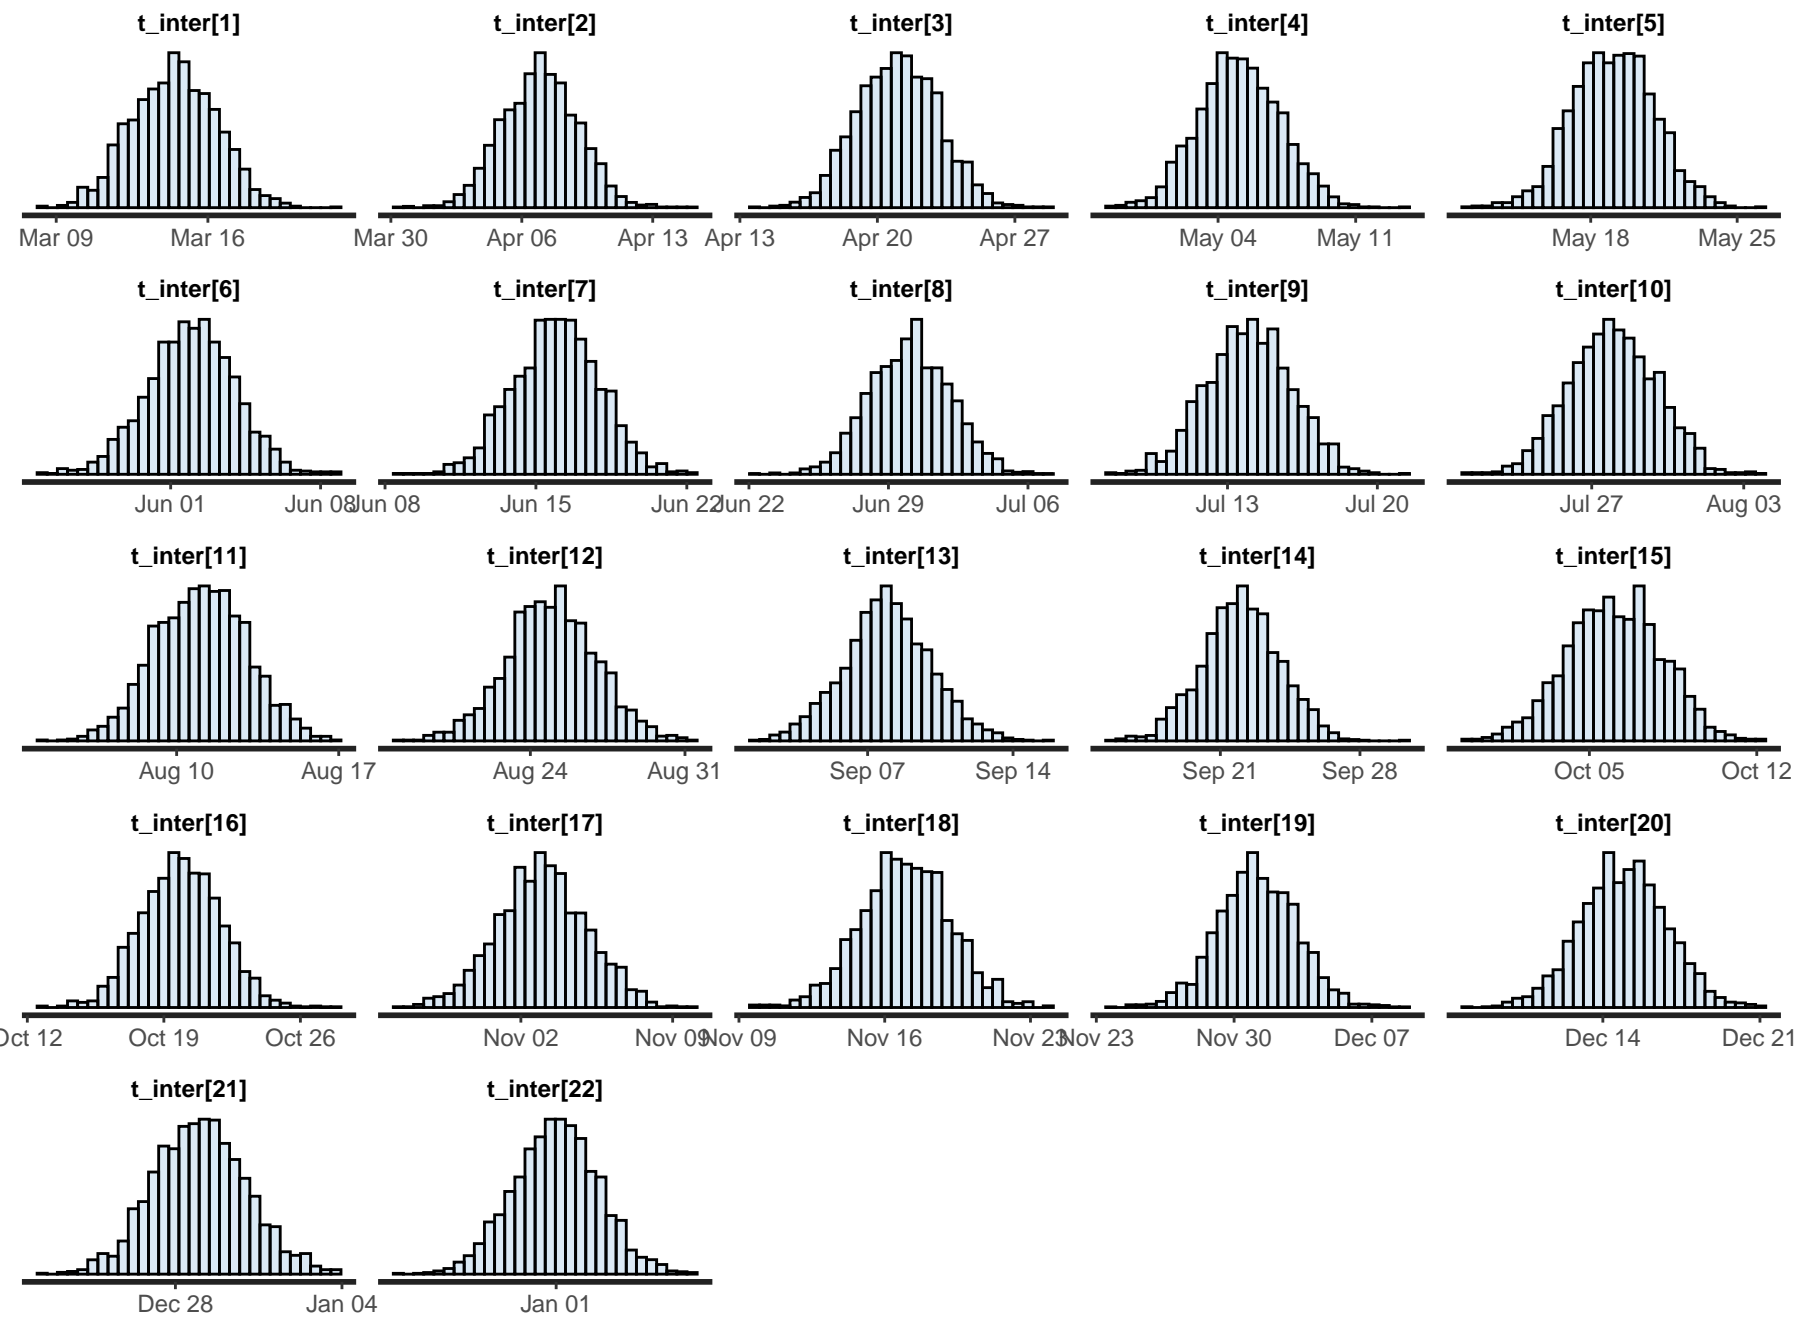 t_inter[1] t_inter[2] t_inter[3] t_inter[4] t_inter[5]
Mar 09 Mar 16 Mar 30 Apr 06 Apr 13 Apr 13 Apr 20 Apr 27 May 04 May 11 May 18 May 25
t_inter[6] t_inter[7] t_inter[8] t_inter[9] t_inter[10]
Jun 01 Jun 08 Jun 08 Jun 15 Jun 22 Jun 22 Jun 29 Jul 06 Jul 13 Jul 20 Jul 27 Aug 03
t_inter[11] t_inter[12] t_inter[13] t_inter[14] t_inter[15]
Aug 10 Aug 17 Aug 24 Aug 31 Sep 07 Sep 14 Sep 21 Sep 28 Oct 05 Oct 12
t_inter[16] t_inter[17] t_inter[18] t_inter[19] t_inter[20]
Oct 12 Oct 19 Oct 26 Nov 02 Nov 09 Nov 09 Nov 16 Nov 23 Nov 23 Nov 30 Dec 07 Dec 14 Dec 21
t_inter[21] t_inter[22]
Dec 28 Jan 04 Jan 01